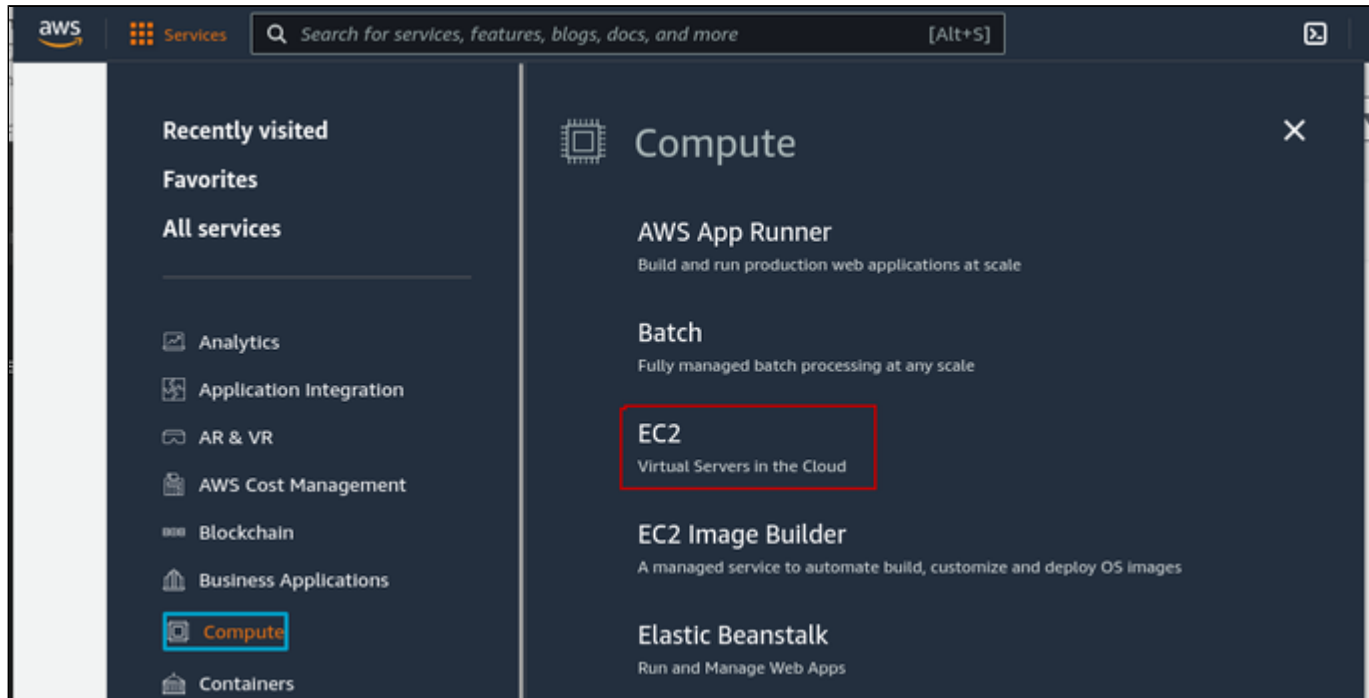 aws
Services
Search for services, features, blogs, docs, and more
[Alt+S]
Recently visited
Favorites
All services
Analytics
Application Integration
AR & VR
AWS Cost Management
Blockchain
Business Applications
Compute
Containers
Compute
AWS App Runner
Build and run production web applications at scale
Batch
Fully managed batch processing at any scale
EC2
Virtual Servers in the Cloud
EC2 Image Builder
A managed service to automate build, customize and deploy OS images
Elastic Beanstalk
Run and Manage Web Apps